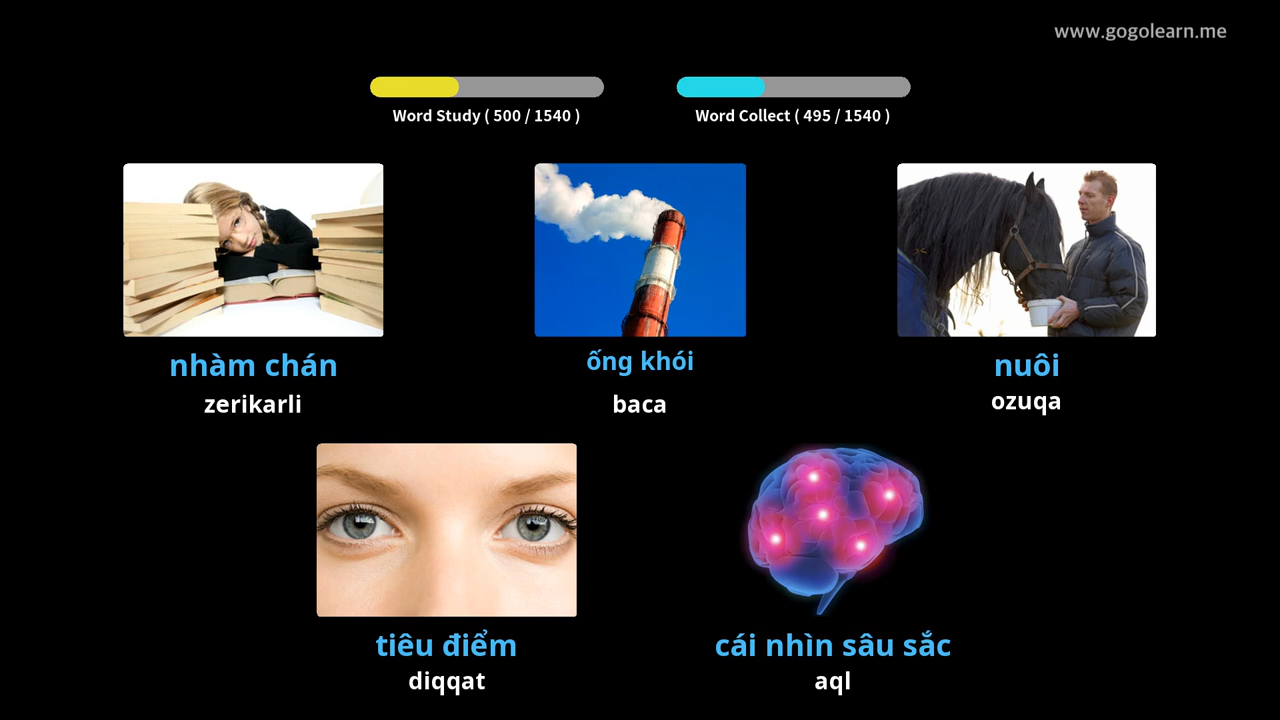 www.gogolearn.me
Word Study ( 500 / 1540 )
Word Collect ( 495 / 1540 )
nhàm chán
zerikarli
ống khói
baca
nuôi
ozuqa
tiêu điểm
diqqat
cái nhìn sâu sắc
aql